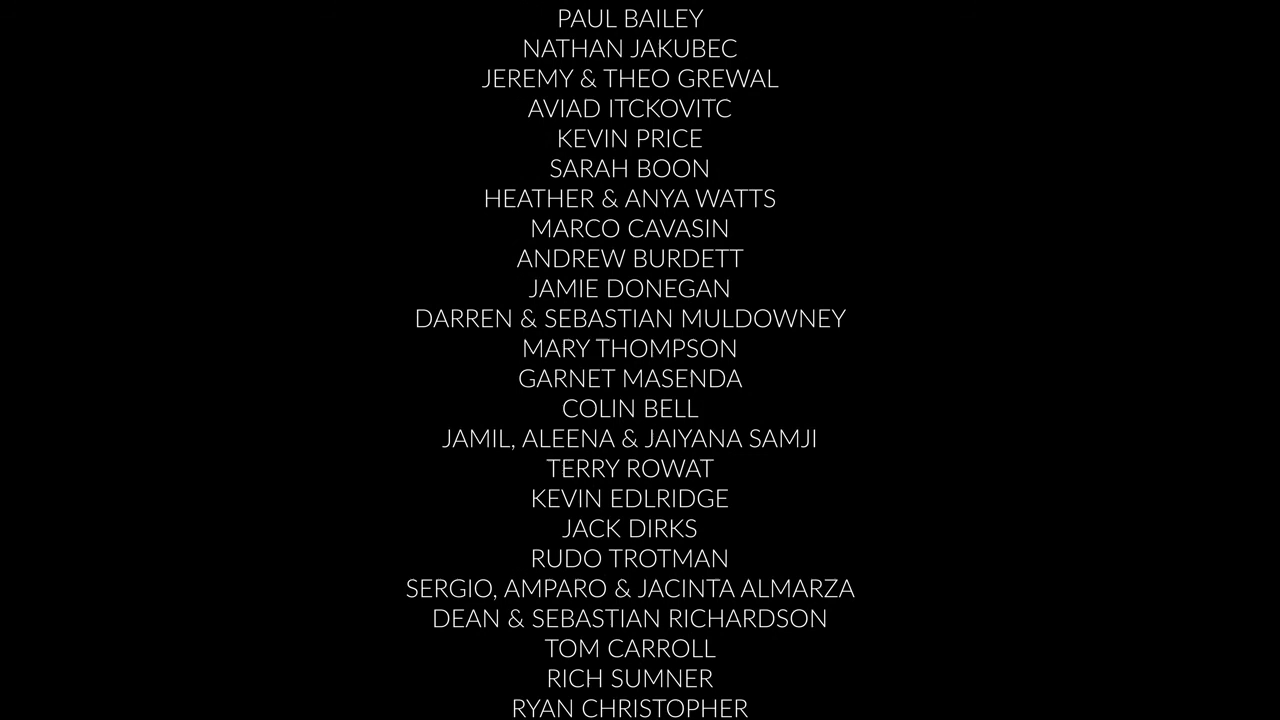 PAUL BAILEY
NATHAN JAKUBEC
JEREMY & THEO GREWAL
AVIAD ITCKOVITC
KEVIN PRICE
SARAH BOON
HEATHER & ANYA WATTS
MARCO CAVASIN
ANDREW BURDETT
JAMIE DONEGAN
DARREN & SEBASTIAN MULDOWNEY
MARY THOMPSON
GARNET MASENDA
COLIN BELL
JAMIL, ALEENA & JAIYANA SAMJI
TERRY ROWAT
KEVIN EDLRIDGE
JACK DIRKS
RUDO TROTMAN
SERGIO, AMPARO & JACINTA ALMARZA
DEAN & SEBASTIAN RICHARDSON
TOM CARROLL
RICH SUMNER
RYAN CHRISTOPHER